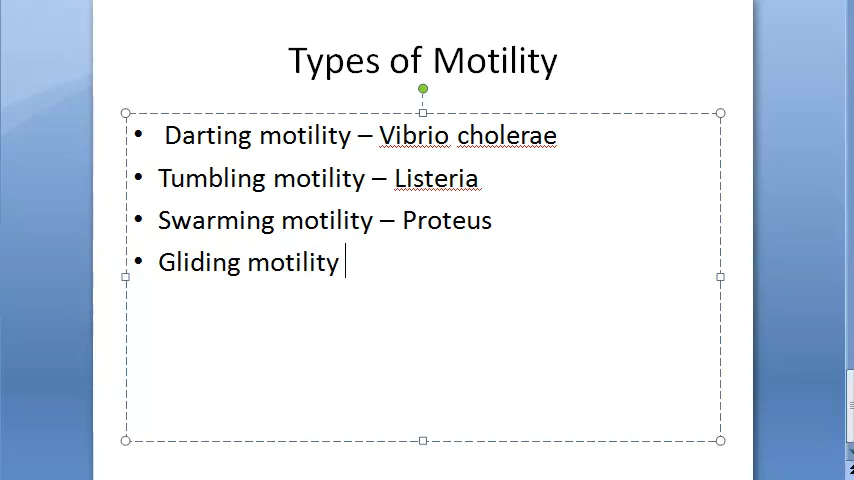 Types of Motility
• Darting motility – Vibrio cholerae
• Tumbling motility – Listeria
• Swarming motility – Proteus
• Gliding motility